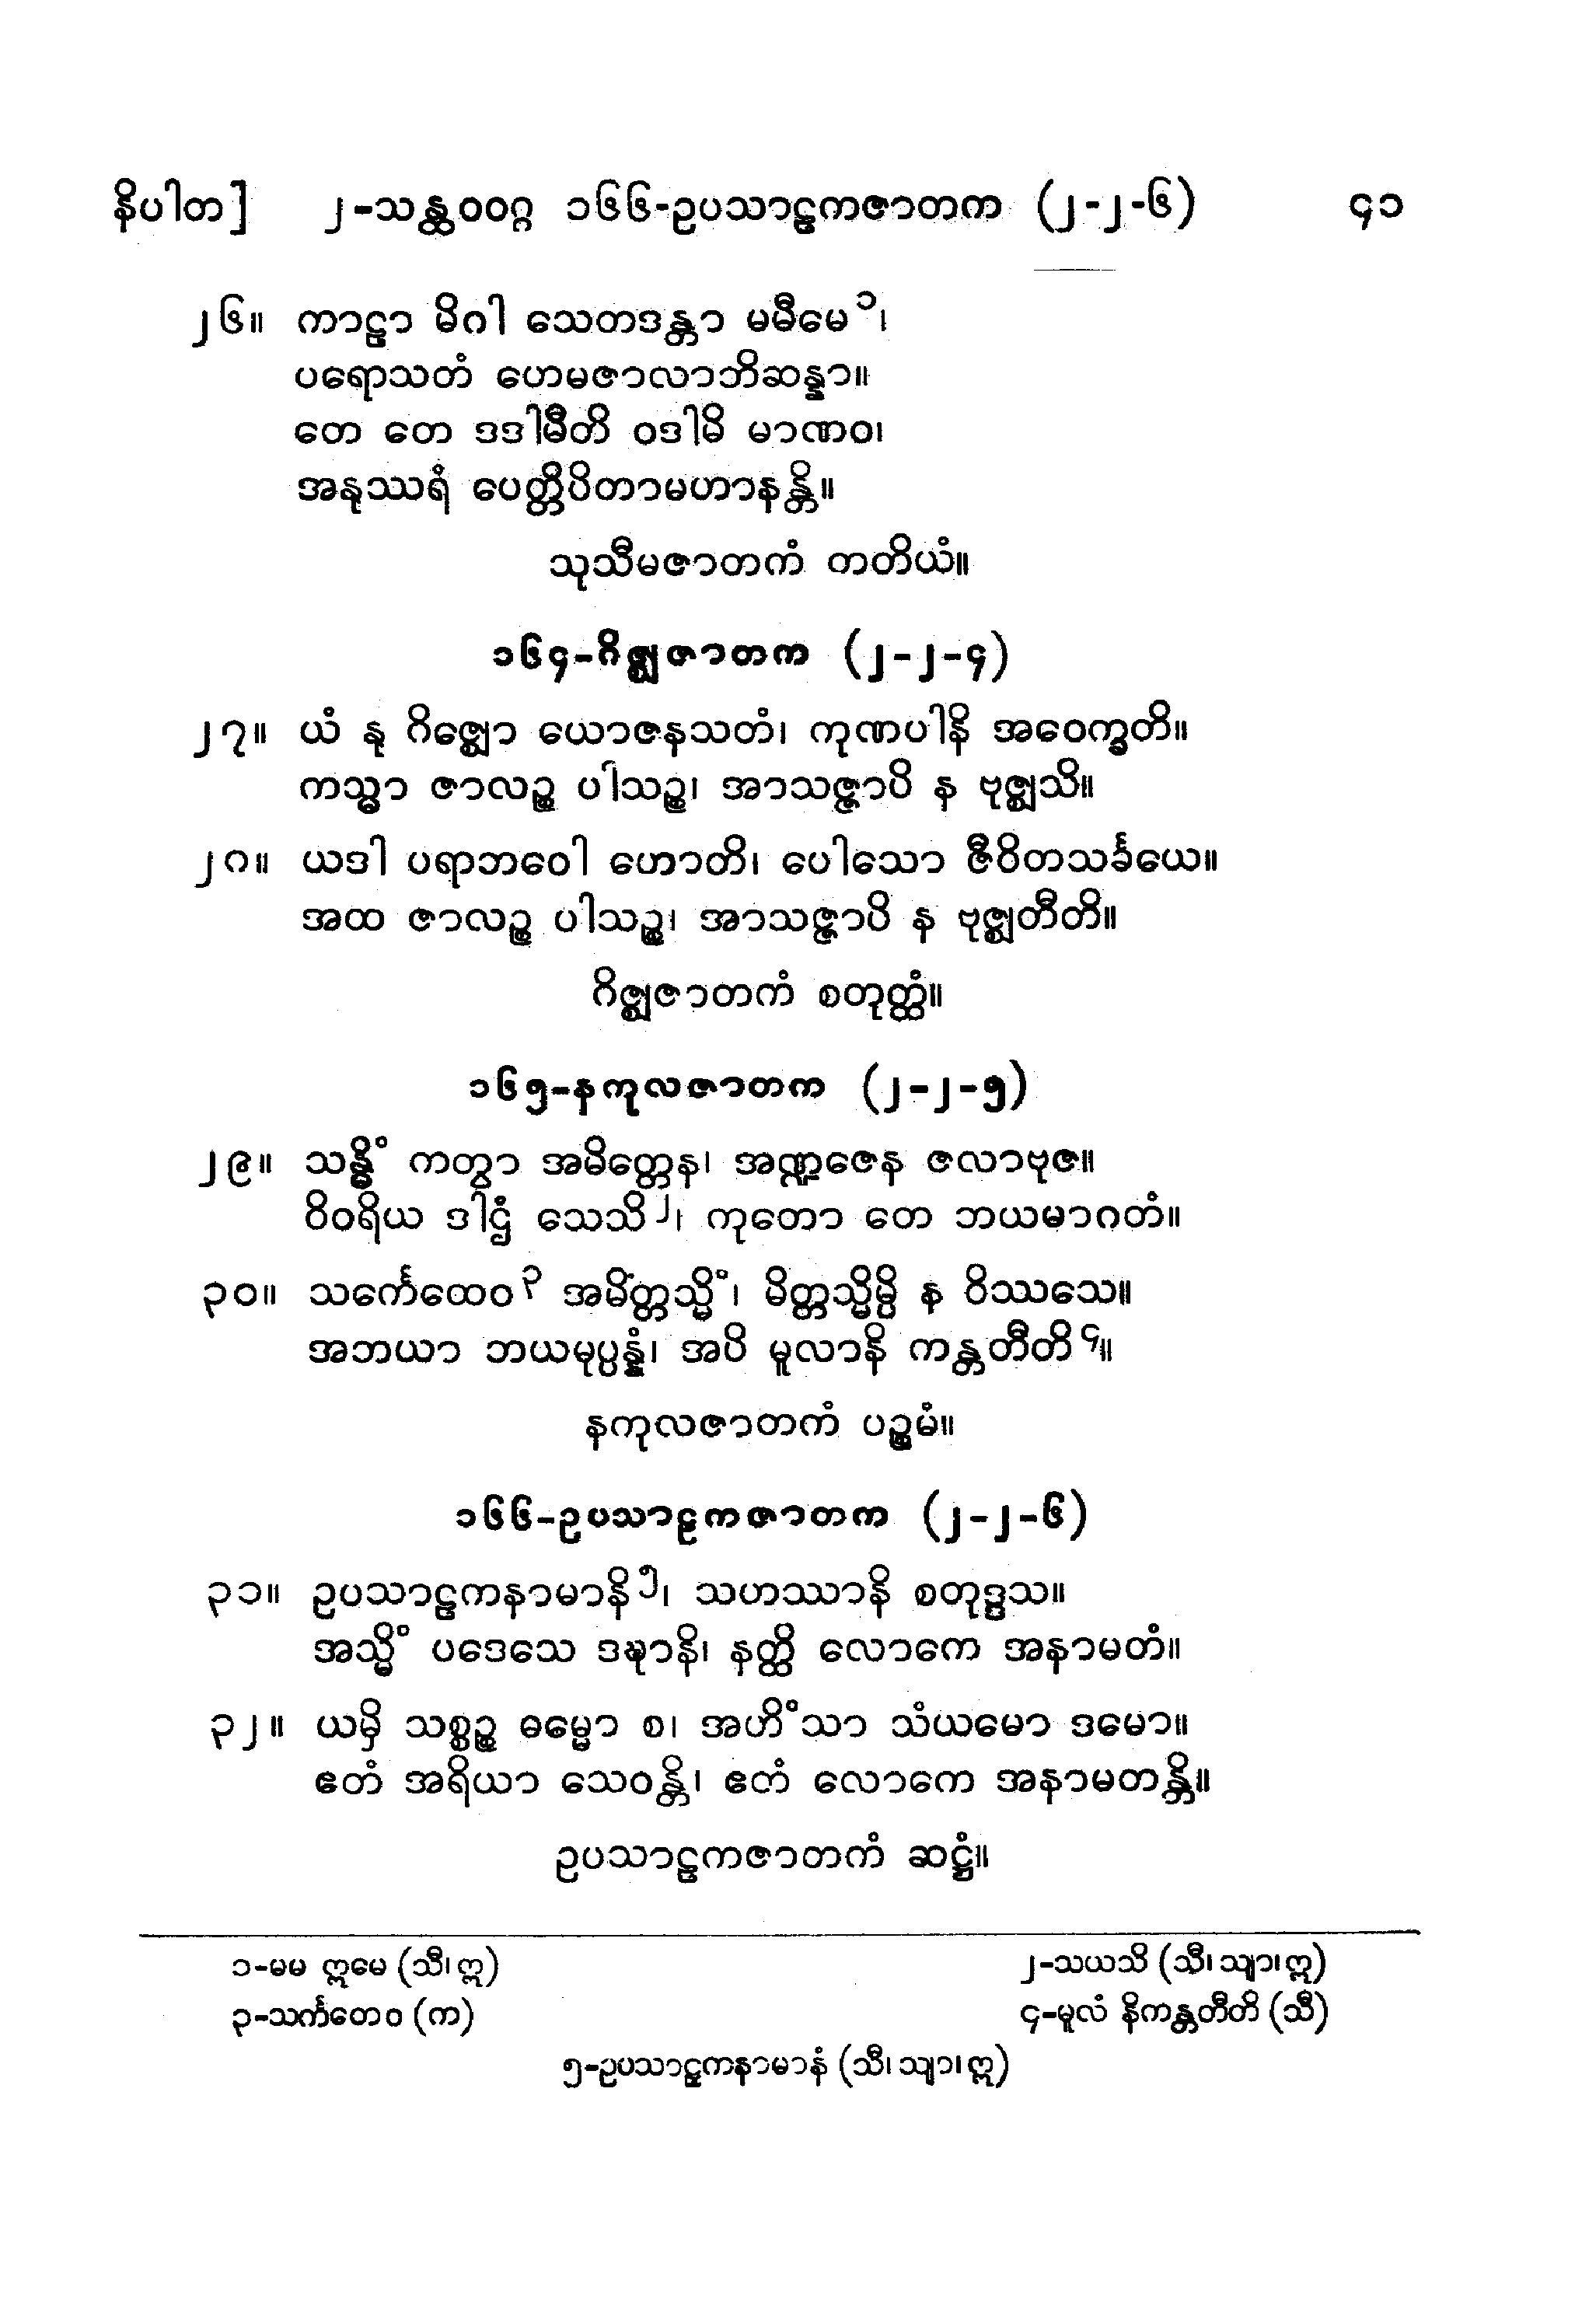 နိပါတ] ၂-သန္ထဝဝဂ္ဂ ၁၆၆-ဥပသာဠှကဇာတက (၂-၂-၆) ၄၁
၂၆။ ကာဠာ မိဂါ သေတဒန္တာ မမီမေ ၁၊
ပရောသတံ ဟေမဇာလာဘိဆန္နာ။
တေ တေ ဒဒါမီတိ ဝဒါမိ မာဏဝ၊
အနုဿရံ ပေတ္တိပိတာမဟာနန္တိ။
သုသီမဇာတကံ တတိယံ။
၁၆၄-ဂိဇ္ဈဇာတက (၂-၂-၄)
၂၇။ ယံ နု ဂိဇ္ဈော ယောဇနသတံ၊ ကုဏပါနိ အဝေက္ခတိ။
ကသ္မာ ဇာလဉ္စ ပါသဉ္စ၊ အာသဇ္ဇာပိ န ဗုဇ္ဈသိ။
၂၈။ ယဒါ ပရာဘဝေါ ဟောတိ၊ ပေါသော ဇီဝိတသင်္ခယေ။
အထ ဇာလဉ္စ ပါသဉ္စ၊ အာသဇ္ဇာပိ န ဗုဇ္ဈတီတိ။
ဂိဇ္ဈဇာတကံ စတုတ္ထံ။
၁၆၅-နကုလဇာတက (၂-၂-၅)
၂၉။ သန္ဓိံ ကတွာ အမိတ္တေန၊ အဏ္ဍဇေန ဇလာဗုဇ။
ဝိဝရိယ ဒါဌံ သေသိ ၂၊ ကုတော တေ ဘယမာဂတံ။
၃၀။ သင်္ကေထေဝ ၃ အမိတ္တသ္မိံ၊ မိတ္တသ္မိမ္ပိ န ဝိဿသေ။
အဘယာ ဘယမုပ္ပန္နံ၊ အပိ မူလာနိ ကန္တတီတိ ၄။
နကုလဇာတကံ ပဉ္စမံ။
၁၆၆-ဥပသာဠကဇာတက (၂-၂-၆)
၃၁။ ဥပသာဠှကနာမာနိ ၅၊ သဟဿာနိ စတုဒ္ဒသ။
အသ္မိံ ပဒေသေ ဒဍ္ဎာနိ၊ နတ္ထိ လောကေ အနာမတံ။
၃၂။ ယမှိ သစ္စဉ္စ ဓမ္မော စ၊ အဟိံသာ သံယမော ဒမော။
ဧတံ အရိယာ သေဝန္တိ၊ ဧတံ လောကေ အနာမတန္တိ။
ဥပသာဠှကဇာတကံ ဆဋ္ဌံ။
၁-မမ ဣမေ (သီ၊ ဣ) ၂-သယသိ (သီ၊ သျာ၊ ဣ)
၃-သင်္ကတေဝ (က) ၄-မူလံ နိကန္တတီတိ (သီ)
၅-ဥပသာဠှကနာမာနံ (သီ၊ သျာ၊ ဣ)